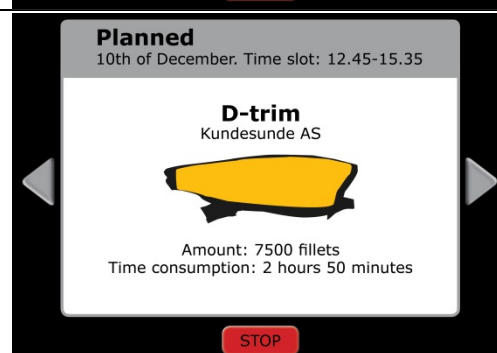 Planned
10th of December. Time slot: 12.45-15.35
D-trim
Kundesunde AS
Amount: 7500 fillets
Time consumption: 2 hours 50 minutes
STOP